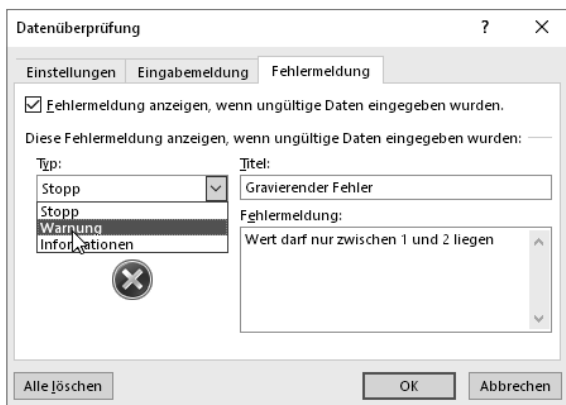 Datenüberprüfung ? ×
Einstellungen Eingabemeldung Fehlermeldung
Fehlermeldung anzeigen, wenn ungültige Daten eingegeben wurden.
Diese Fehlermeldung anzeigen, wenn ungültige Daten eingegeben wurden:
Typ:
Stopp
Stopp
Warnung
Informationen
Titel:
Gravierender Fehler
Fehlermeldung:
Wert darf nur zwischen 1 und 2 liegen
Alle löschen OK Abbrechen